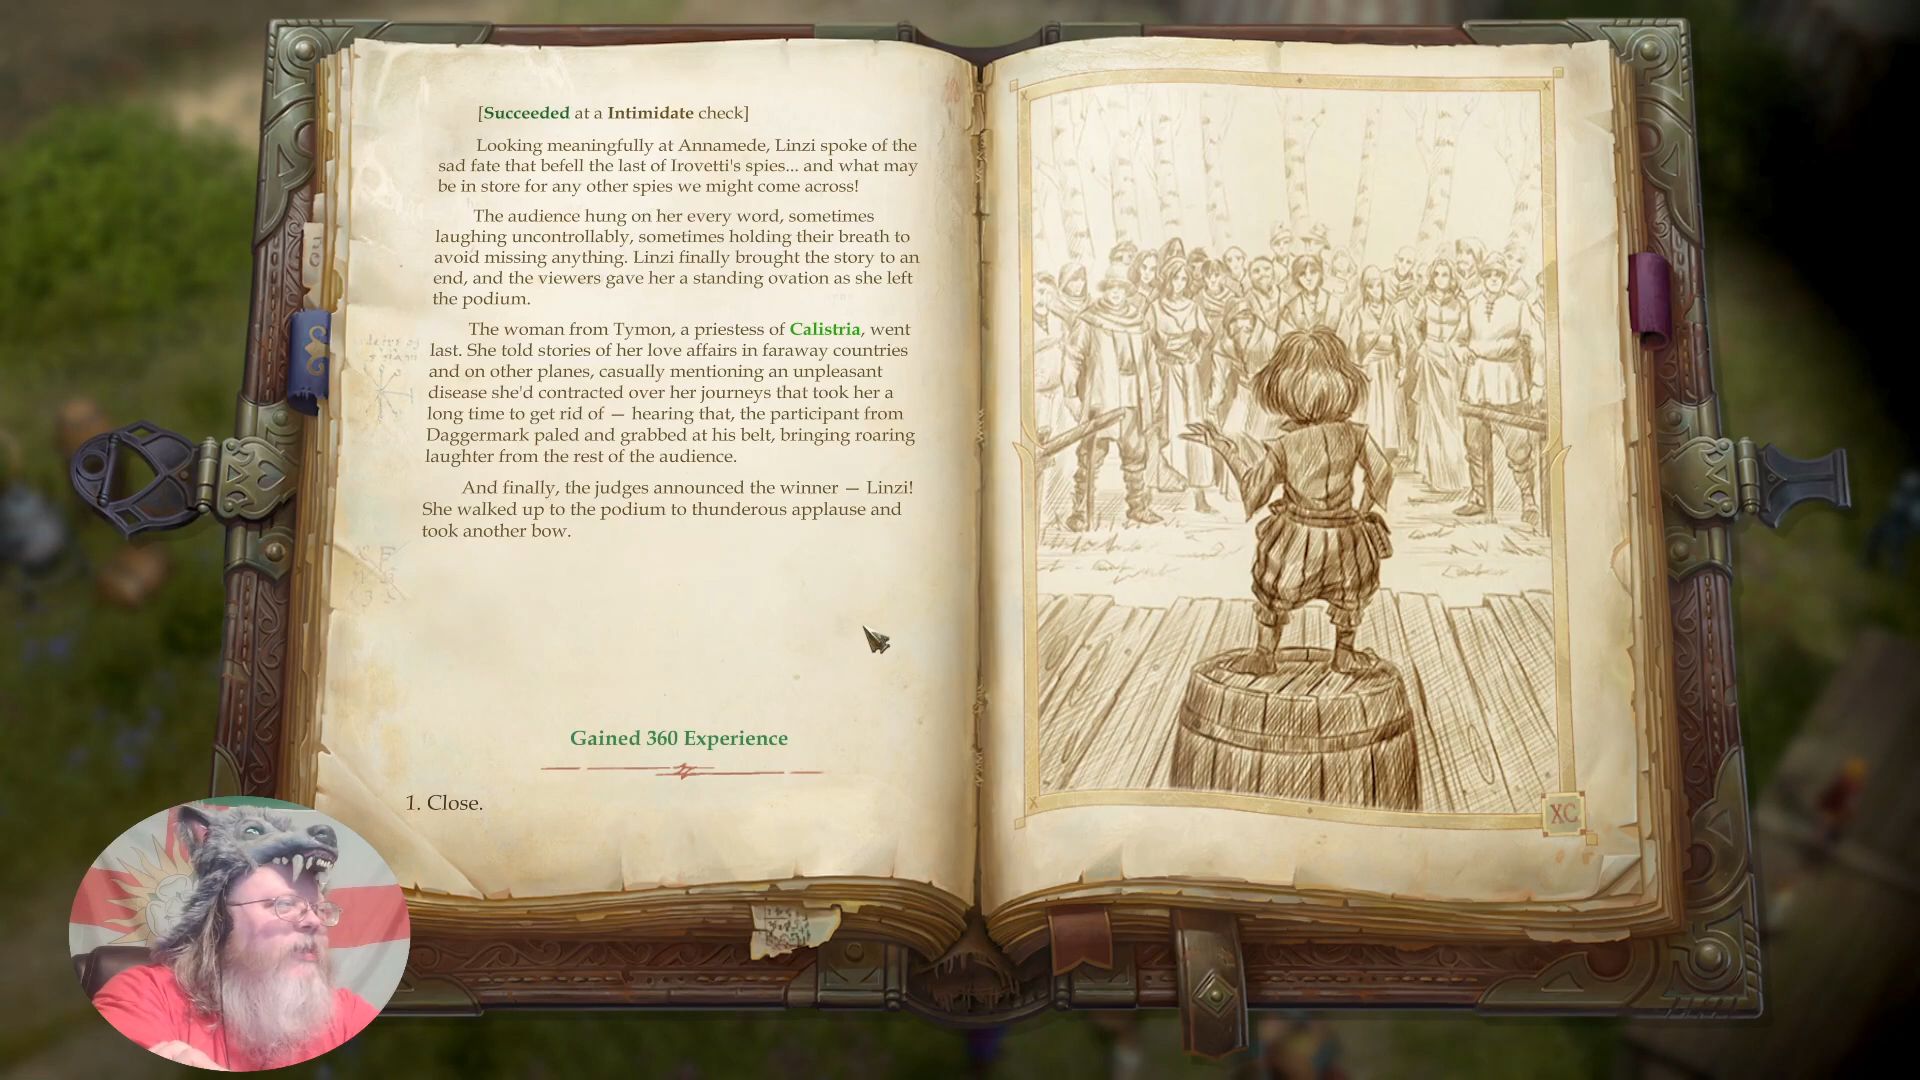 [Succeeded at a Intimidate check]
Looking meaningfully at Annamede, Linzi spoke of the
sad fate that befell the last of Irovetti's spies... and what may
be in store for any other spies we might come across!
The audience hung on her every word, sometimes
laughing uncontrollably, sometimes holding their breath to
avoid missing anything. Linzi finally brought the story to an
end, and the viewers gave her a standing ovation as she left
the podium.
The woman from Tymon, a priestess of Calistria, went
last. She told stories of her love affairs in faraway countries
and on other planes, casually mentioning an unpleasant
disease she'd contracted over her journeys that took her a
long time to get rid of — hearing that, the participant from
Daggermark paled and grabbed at his belt, bringing roaring
laughter from the rest of the audience.
And finally, the judges announced the winner — Linzi!
She walked up to the podium to thunderous applause and
took another bow.
Gained 360 Experience
1. Close.
XC